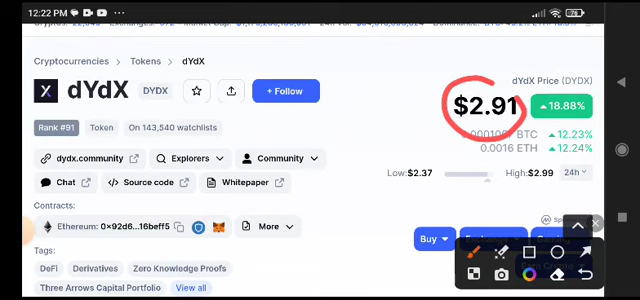 12:22 PM
Cryptocurrencies Tokens dYdX
dYdX Price (DYDX)
dYdX DYDX + Follow
$2.91 18.88%
BTC 12.23%
0.0016 ETH 12.24%
Rank #91 Token On 143,540 watchlists
dydx.community Explorers Community
Low:$2.37 High:$2.99 24h
Chat Source code Whitepaper
Contracts:
Ethereum: 0x92d6...16beff5 More
Buy
Tags:
DeFi Derivatives Zero Knowledge Proofs
Three Arrows Capital Portfolio View all